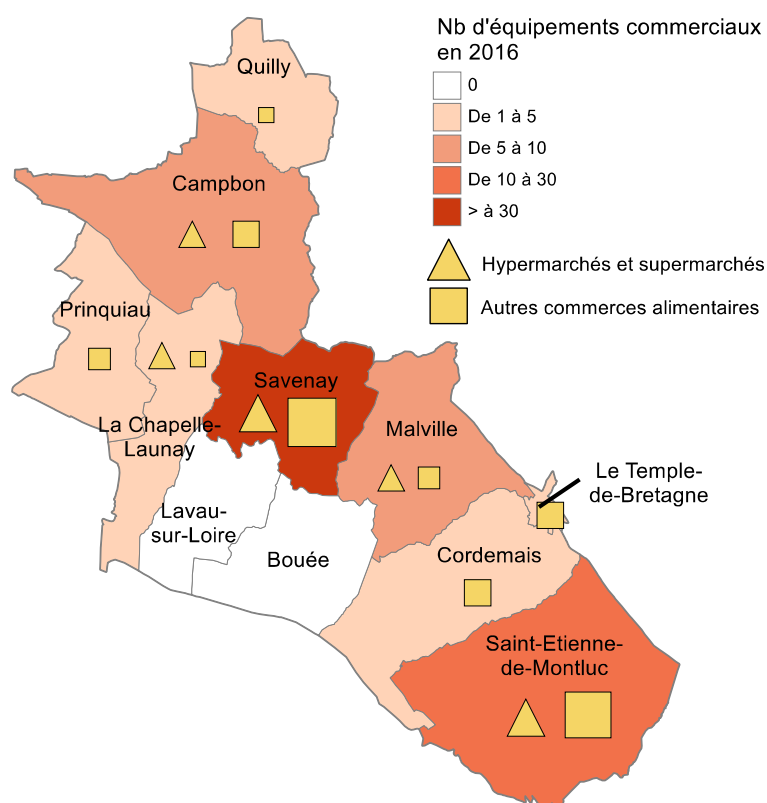 Nb d'équipements commerciaux
en 2016
0
De 1 à 5
De 5 à 10
De 10 à 30
> à 30
Hypermarchés et supermarchés
Autres commerces alimentaires
Quilly
Campbon
Prinquiau
Savenay
La Chapelle-
Launay
Malville
Le Temple-
de-Bretagne
Lavau-
sur-Loire
Bouée
Cordemais
Saint-Etienne-
de-Montluc